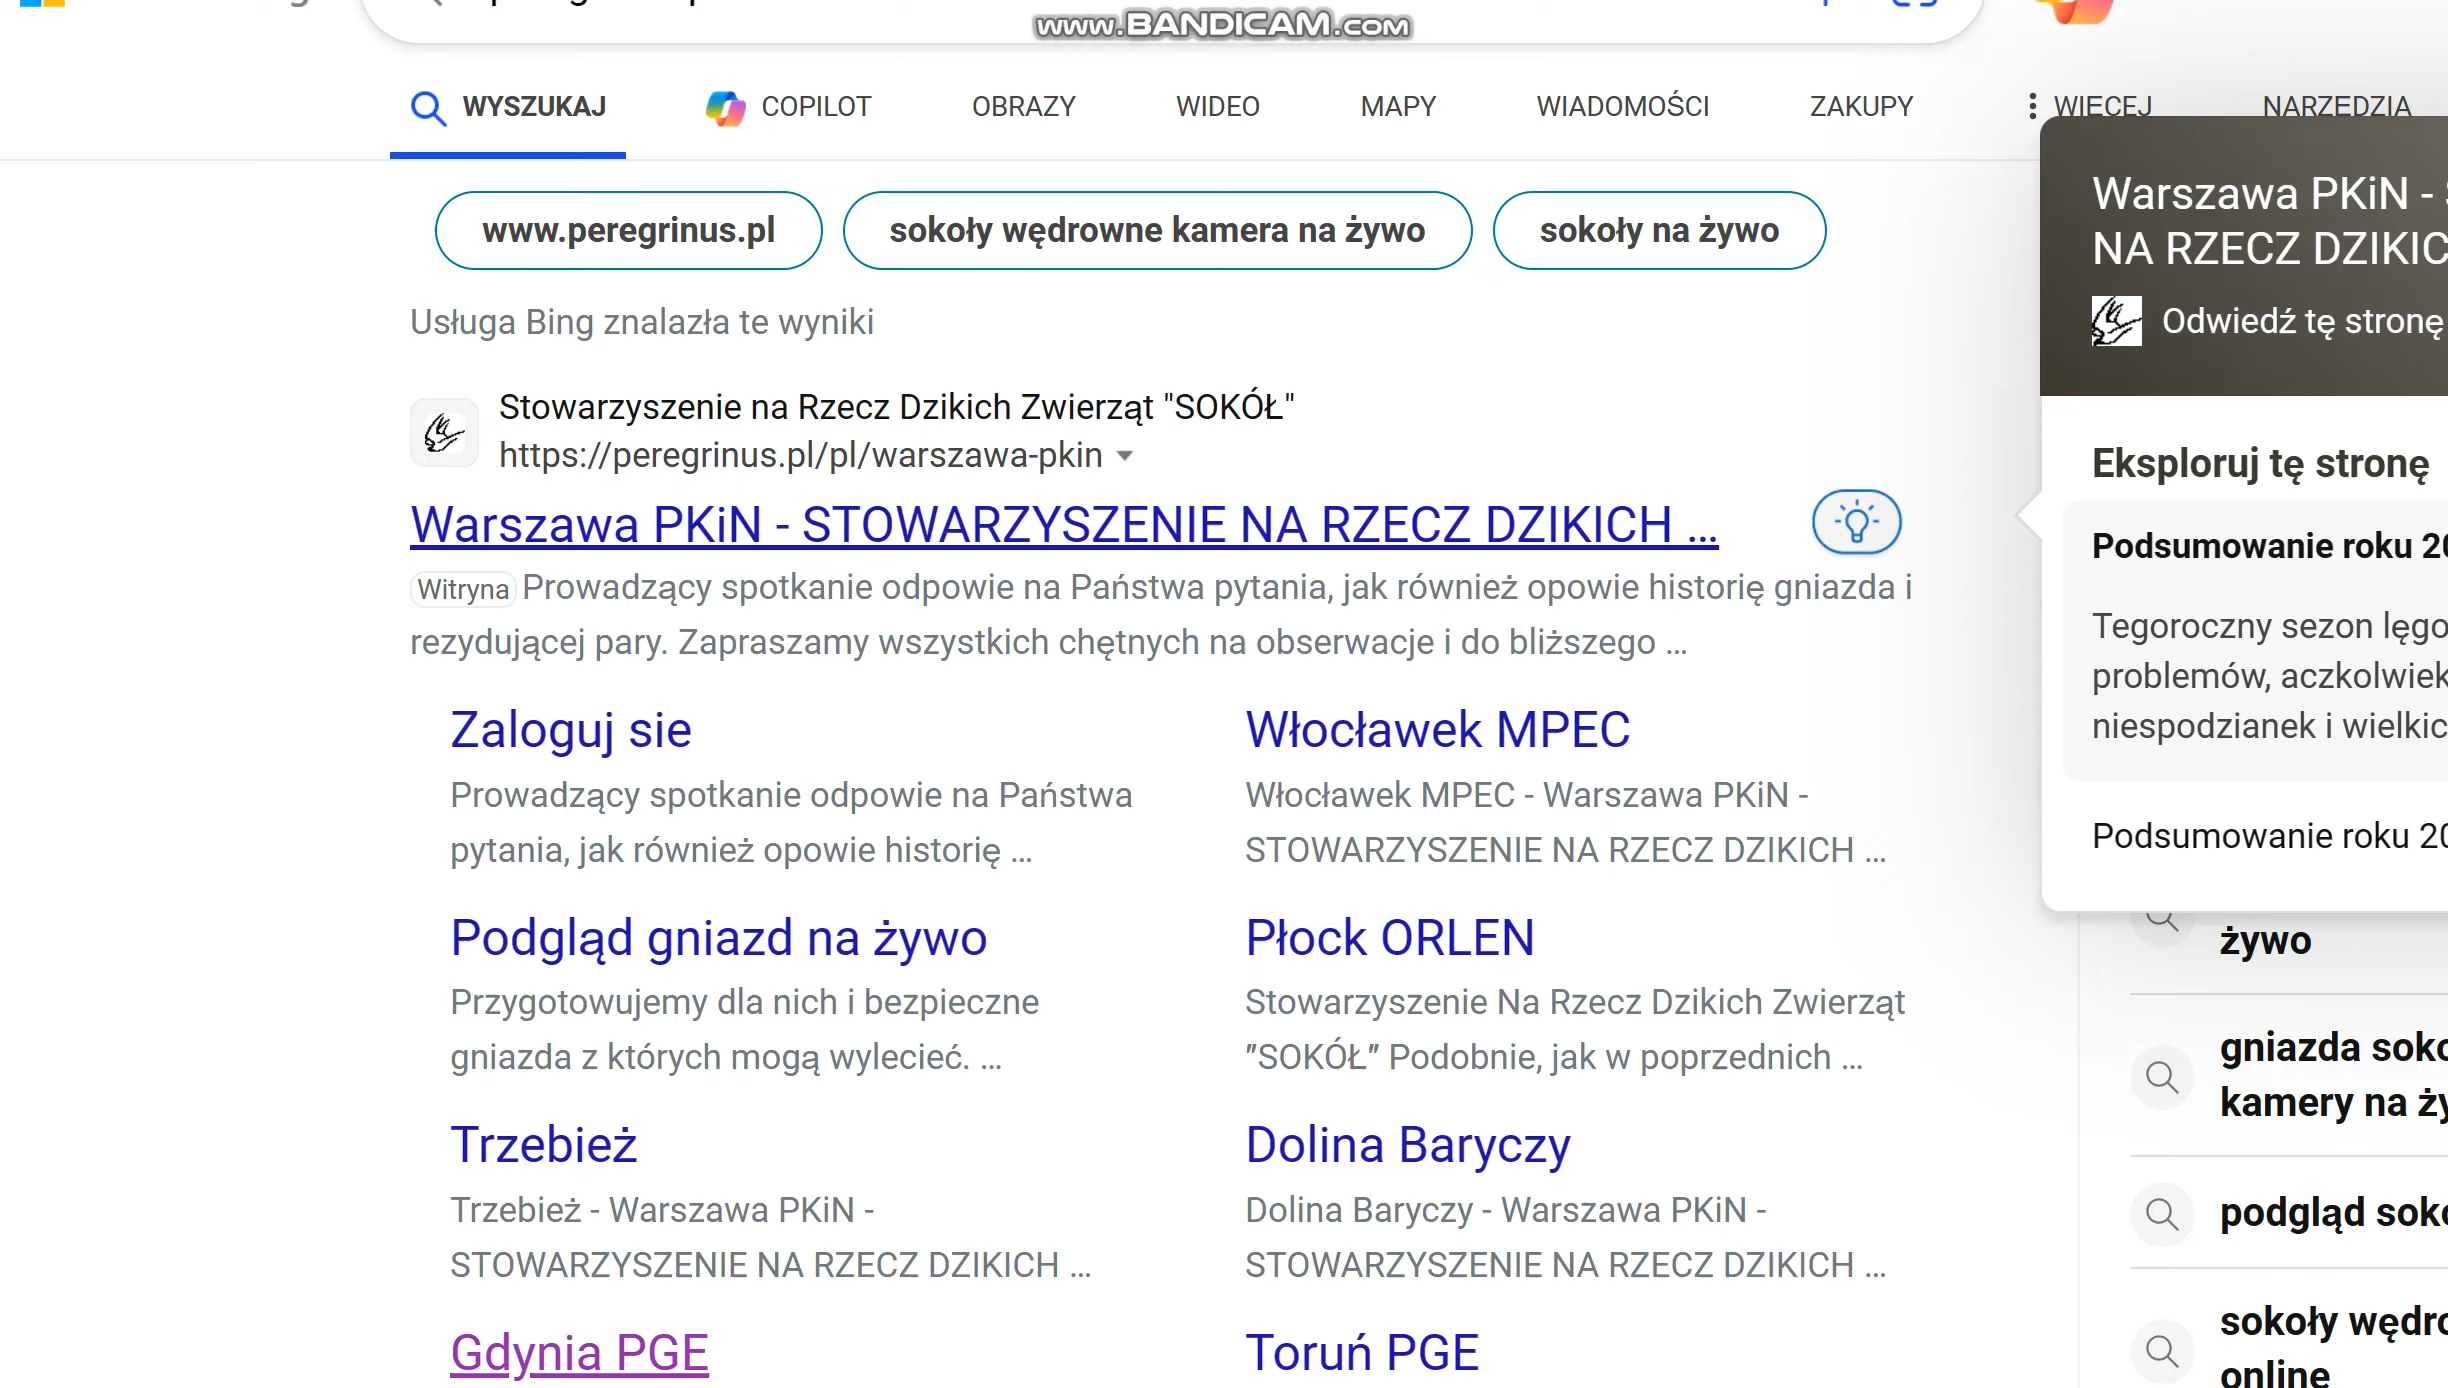 www.BANDICAM.com
WYSZUKAJ
COPILOT
OBRAZY
WIDEO
MAPY
WIADOMOŚCI
ZAKUPY
WIĘCEJ
NARZĘDZIA
www.peregrinus.pl
sokoły wędrowne kamera na żywo
sokoły na żywo
Usługa Bing znalazła te wyniki
Stowarzyszenie na Rzecz Dzikich Zwierząt "SOKÓŁ"
https://peregrinus.pl/pl/warszawa-pkin
Warszawa PKiN - STOWARZYSZENIE NA RZECZ DZIKICH ...
Witryna Prowadzący spotkanie odpowie na Państwa pytania, jak również opowie historię gniazda i
rezydującej pary. Zapraszamy wszystkich chętnych na obserwacje i do bliższego ...
Zaloguj sie
Prowadzący spotkanie odpowie na Państwa
pytania, jak również opowie historię ...
Włocławek MPEC
Włocławek MPEC - Warszawa PKiN -
STOWARZYSZENIE NA RZECZ DZIKICH ...
Podgląd gniazd na żywo
Przygotowujemy dla nich i bezpieczne
gniazda z których mogą wylecieć. ...
Płock ORLEN
Stowarzyszenie Na Rzecz Dzikich Zwierząt
”SOKÓŁ” Podobnie, jak w poprzednich ...
Trzebież
Trzebież - Warszawa PKiN -
STOWARZYSZENIE NA RZECZ DZIKICH ...
Dolina Baryczy
Dolina Baryczy - Warszawa PKiN -
STOWARZYSZENIE NA RZECZ DZIKICH ...
Gdynia PGE
Toruń PGE
Warszawa PKiN -
NA RZECZ DZIKIC
Odwiedź tę stronę
Eksploruj tę stronę
Podsumowanie roku 20
Tegoroczny sezon lęgo
problemów, aczkolwiek
niespodzianek i wielkic
Podsumowanie roku 20
żywo
gniazda soko
kamery na ży
podgląd soko
sokoły wędro
online